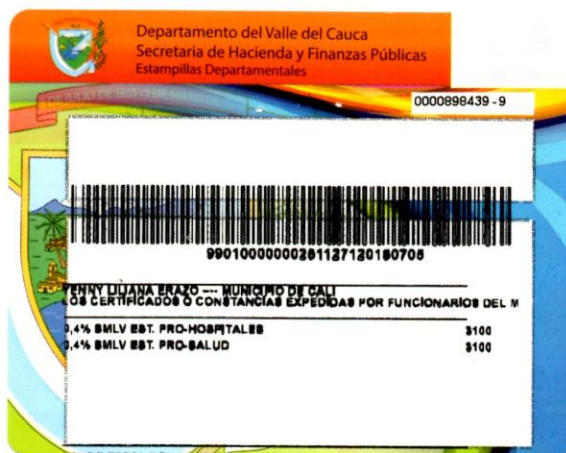 Departamento del Valle del Cauca
Secretaria de Hacienda y Finanzas Públicas
Estampillas Departamentales
0000898439 - 9
YENNY LILIANA ERAZO --- MUNICIPIO DE CALI
LOS CERTIFICADOS O CONSTANCIAS EXPEDIDAS POR FUNCIONARIOS DEL M
0,4% SMLV EST. PRO-HOSPITALES 3100
0,4% SMLV EST. PRO-SALUD 3100